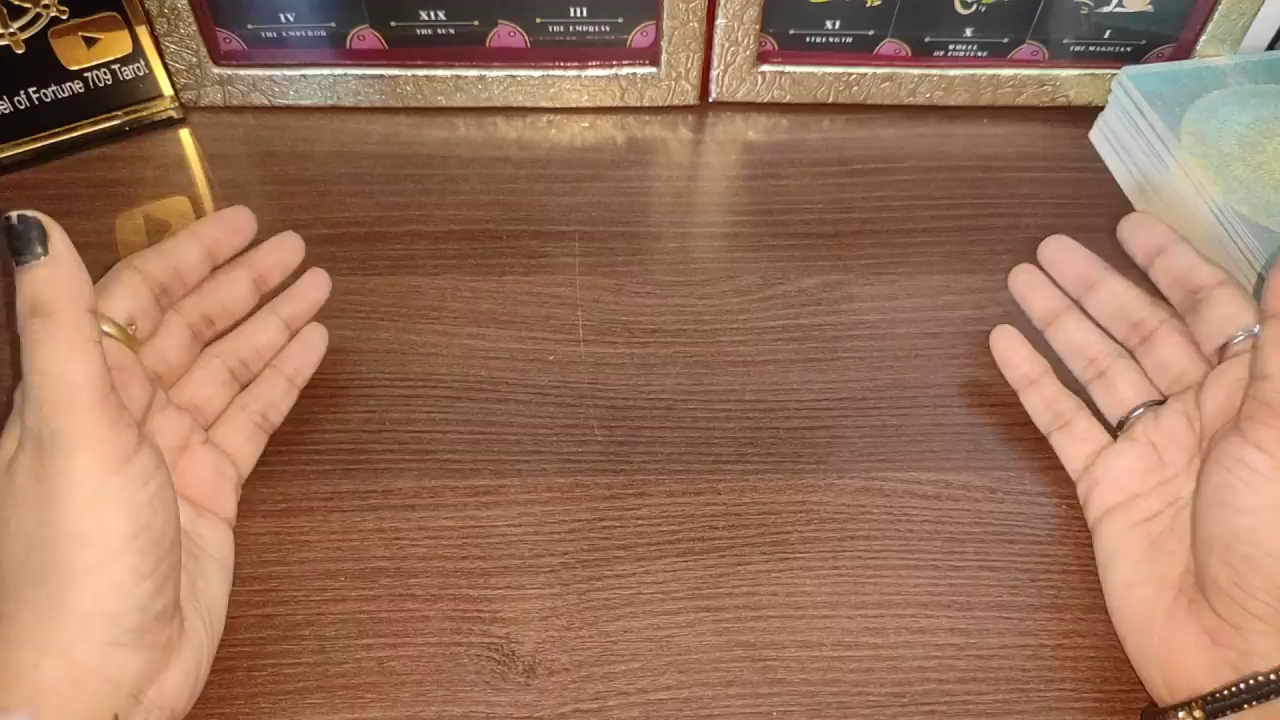 IV
THE EMPEROR
XIX
THE SUN
III
THE EMPRESS
XI
STRENGTH
X
WHEEL
OF FORTUNE
I
THE MAGICIAN
of Fortune 709 Tarot